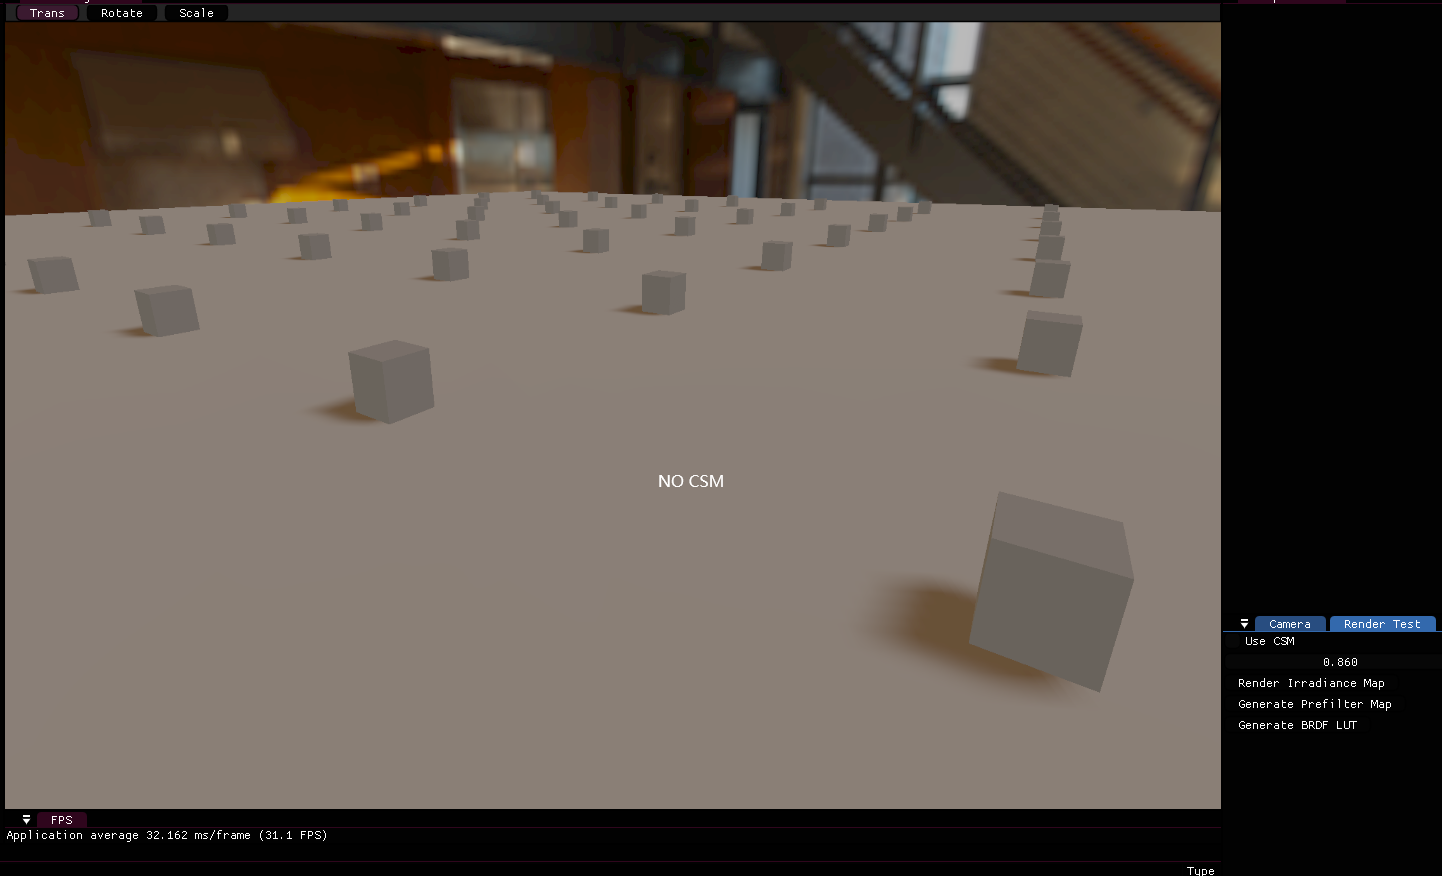 Trans Rotate Scale
NO CSM
Camera Render Test
Use CSM
0.860
Render Irradiance Map
Generate Prefilter Map
Generate BRDF LUT
FPS
Application average 32.162 ms/frame (31.1 FPS)
Type